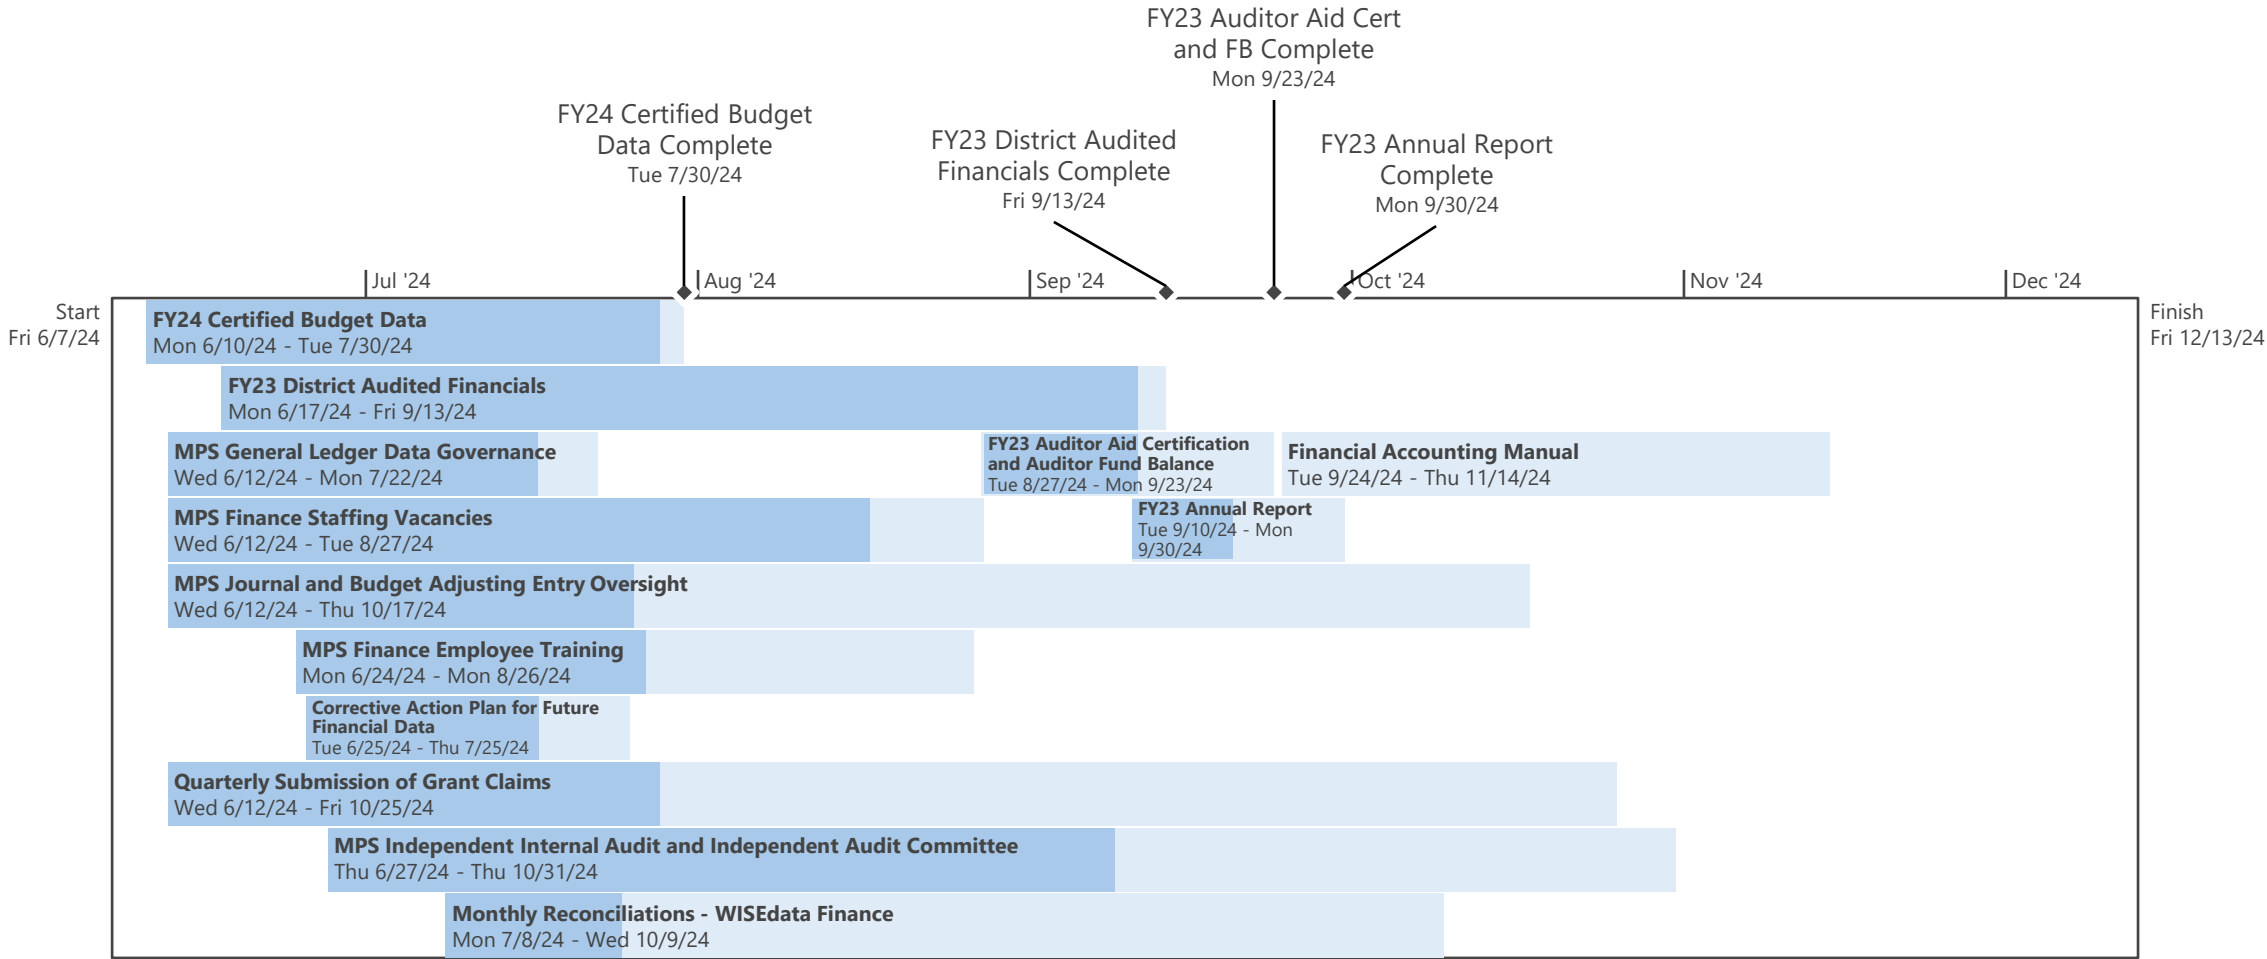 FY23 Auditor Aid Cert
and FB Complete
Mon 9/23/24
FY24 Certified Budget
Data Complete
Tue 7/30/24
FY23 District Audited
Financials Complete
Fri 9/13/24
FY23 Annual Report
Complete
Mon 9/30/24
Jul '24
Aug '24
Sep '24
Oct '24
Nov '24
Dec '24
Start
Fri 6/7/24
Finish
Fri 12/13/24
FY24 Certified Budget Data
Mon 6/10/24 - Tue 7/30/24
FY23 District Audited Financials
Mon 6/17/24 - Fri 9/13/24
MPS General Ledger Data Governance
Wed 6/12/24 - Mon 7/22/24
FY23 Auditor Aid Certification
and Auditor Fund Balance
Tue 8/27/24 - Mon 9/23/24
Financial Accounting Manual
Tue 9/24/24 - Thu 11/14/24
MPS Finance Staffing Vacancies
Wed 6/12/24 - Tue 8/27/24
FY23 Annual Report
Tue 9/10/24 - Mon
9/30/24
MPS Journal and Budget Adjusting Entry Oversight
Wed 6/12/24 - Thu 10/17/24
MPS Finance Employee Training
Mon 6/24/24 - Mon 8/26/24
Corrective Action Plan for Future
Financial Data
Tue 6/25/24 - Thu 7/25/24
Quarterly Submission of Grant Claims
Wed 6/12/24 - Fri 10/25/24
MPS Independent Internal Audit and Independent Audit Committee
Thu 6/27/24 - Thu 10/31/24
Monthly Reconciliations - WISEdata Finance
Mon 7/8/24 - Wed 10/9/24